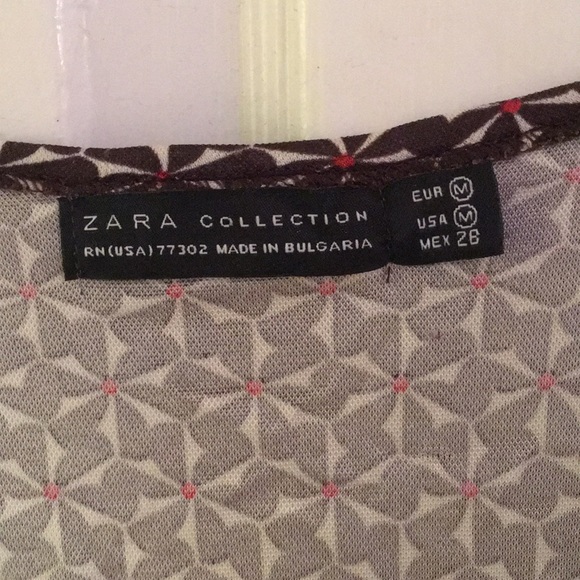 ZARA COLLECTION
RN(USA)77302 MADE IN BULGARIA
EUR M
USA M
MEX 28